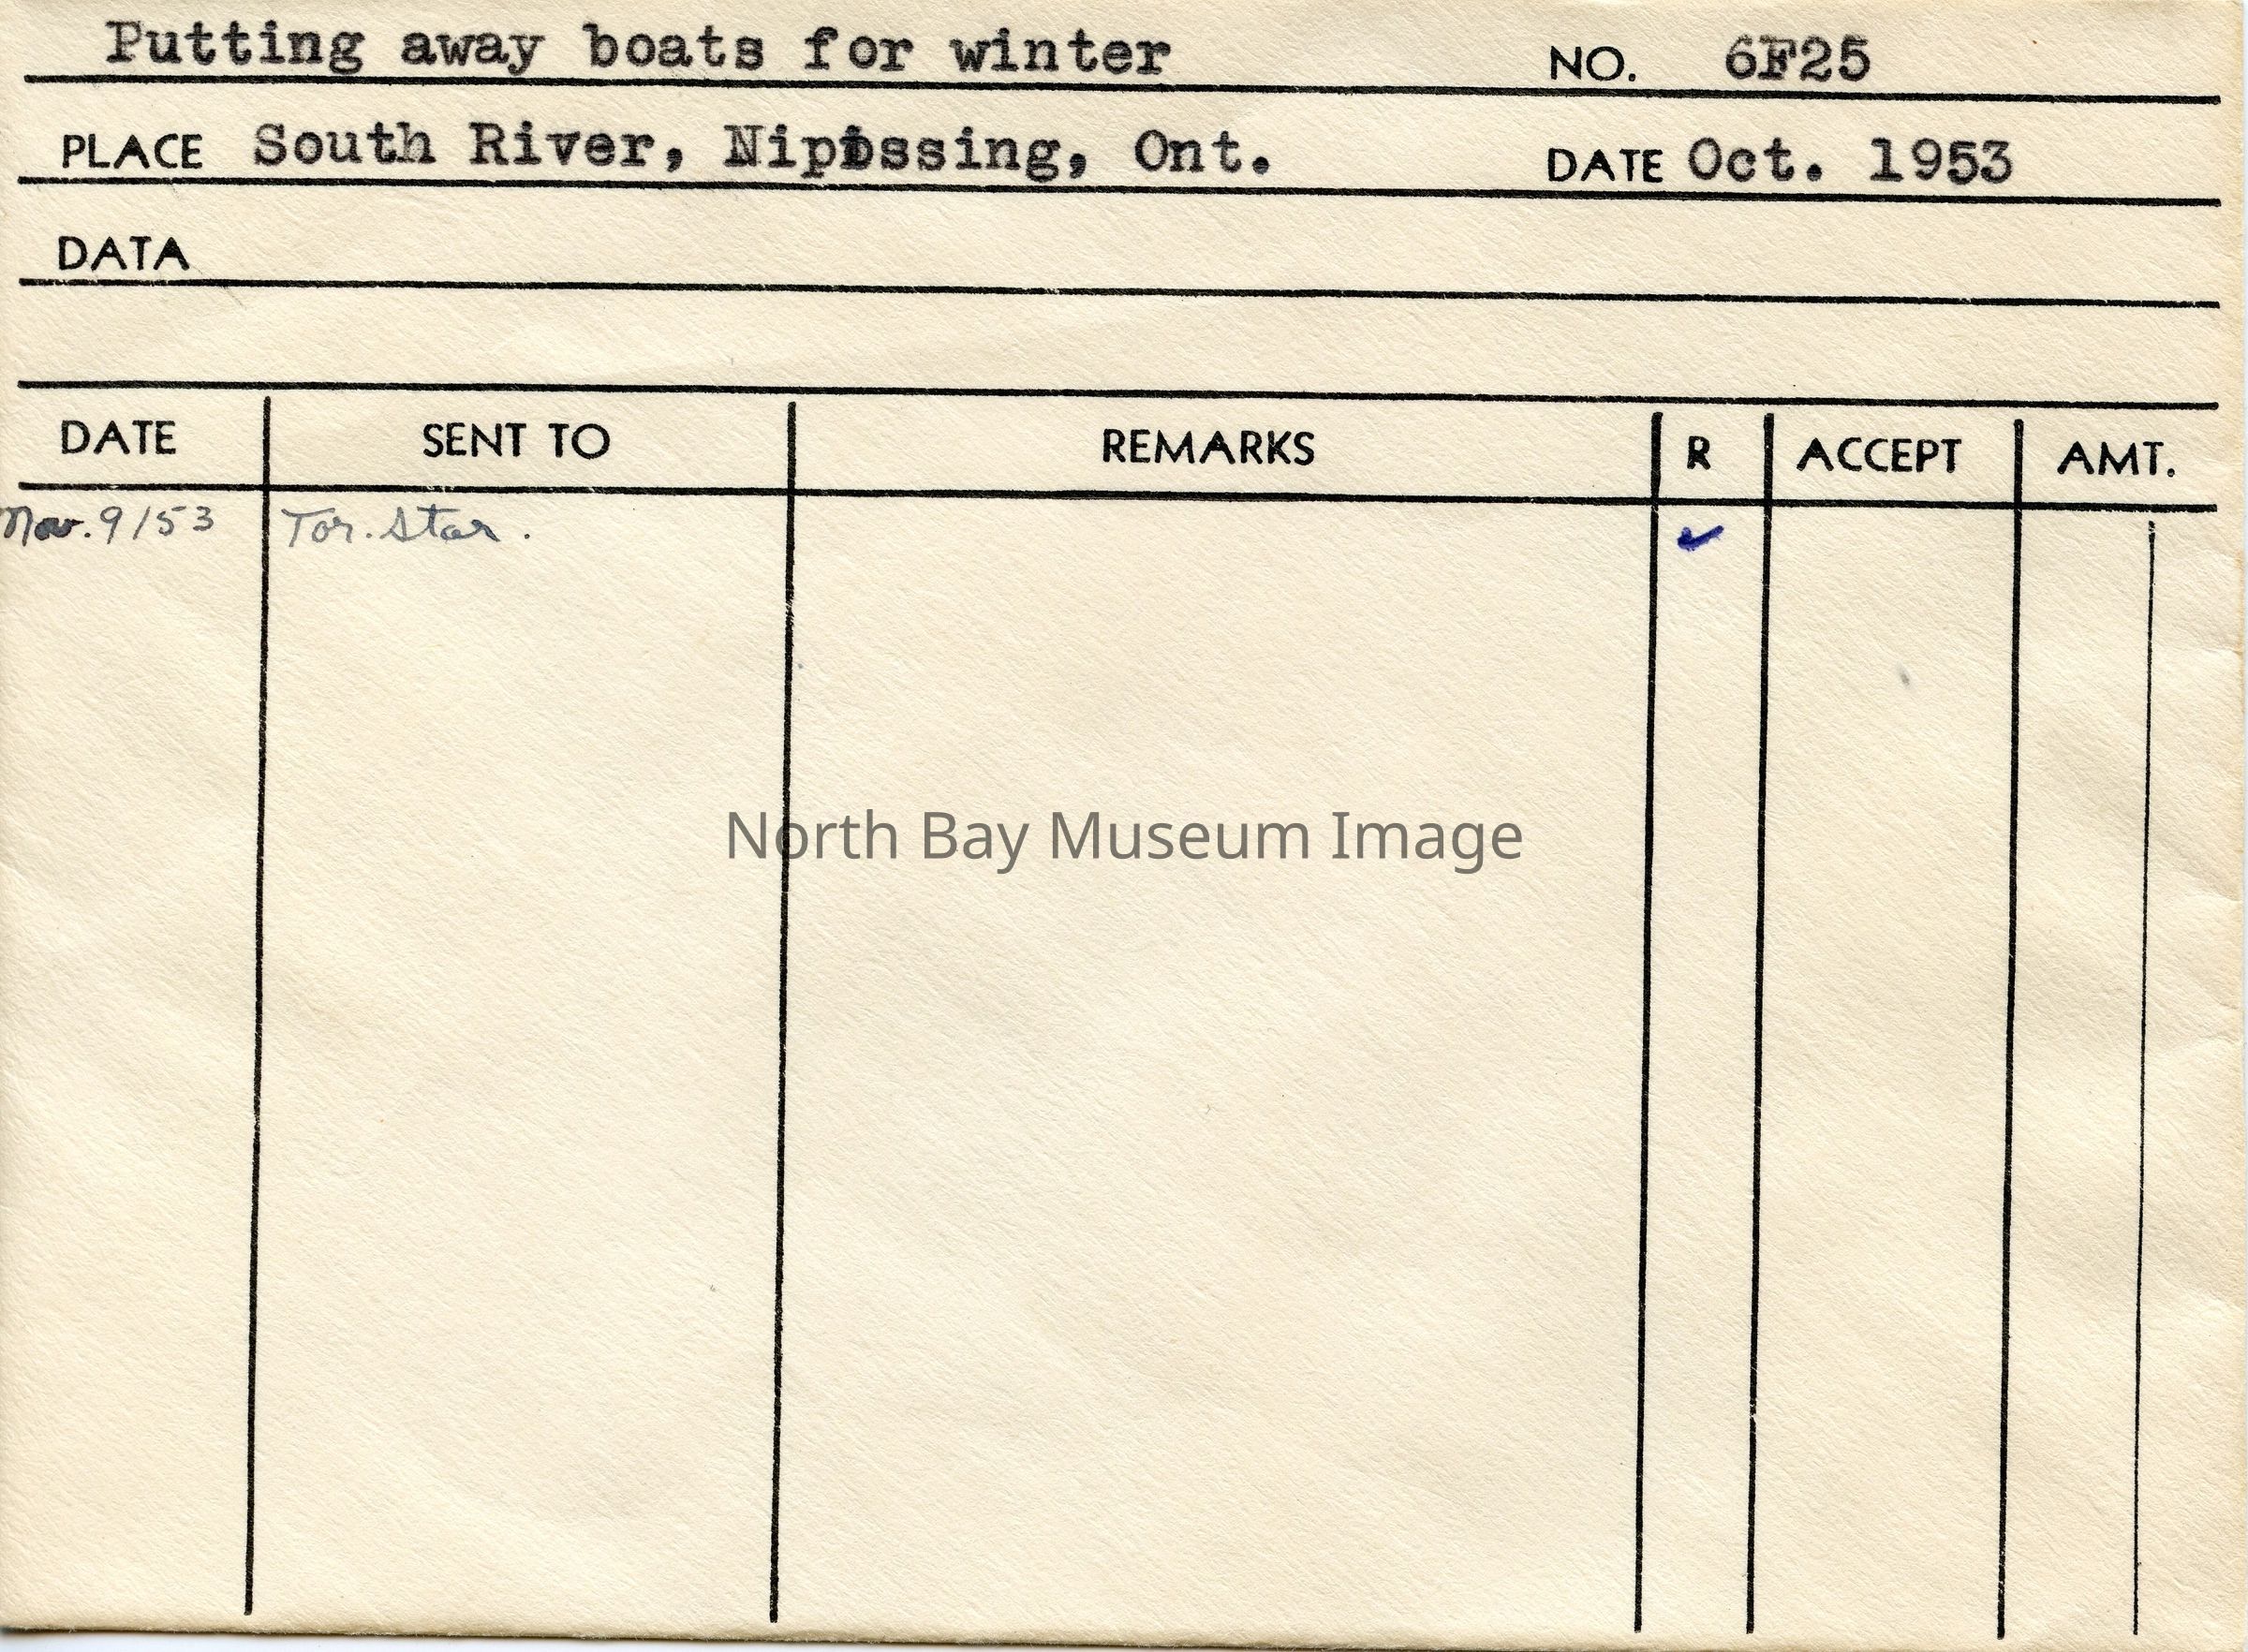 Putting away boats for winter NO. 6F25
PLACE South River, Nipissing, Ont. DATE Oct. 1953
DATA
DATE SENT TO REMARKS R ACCEPT AMT.
Nov. 9/53 Tor. Star. ✓
North Bay Museum Image